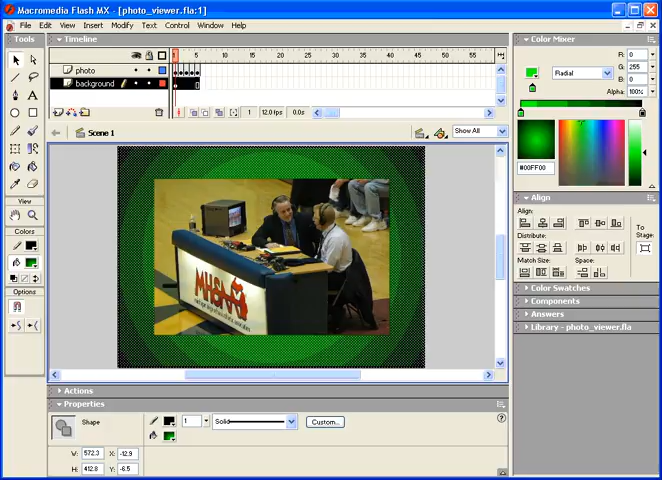 Macromedia Flash MX - [photo_viewer.fla:1]
File Edit View Insert Modify Text Control Window Help
Tools
Timeline
Color Mixer
R: 0
G: 255
B: 0
Alpha: 100%
Radial
#00FF00
1 5 10 15 20 25 30 35 40 45 50 55 60 65
photo
background
1 12.0 fps 0.0s
Scene 1
Show All
View
Colors
Options
MHSAA
Align
Align:
Distribute:
Match Size: Space:
To
Stage:
Color Swatches
Components
Answers
Library - photo_viewer.fla
Actions
Properties
Shape
1
Solid
Custom...
W: 572.3 X: -12.9
H: 412.8 Y: -6.5